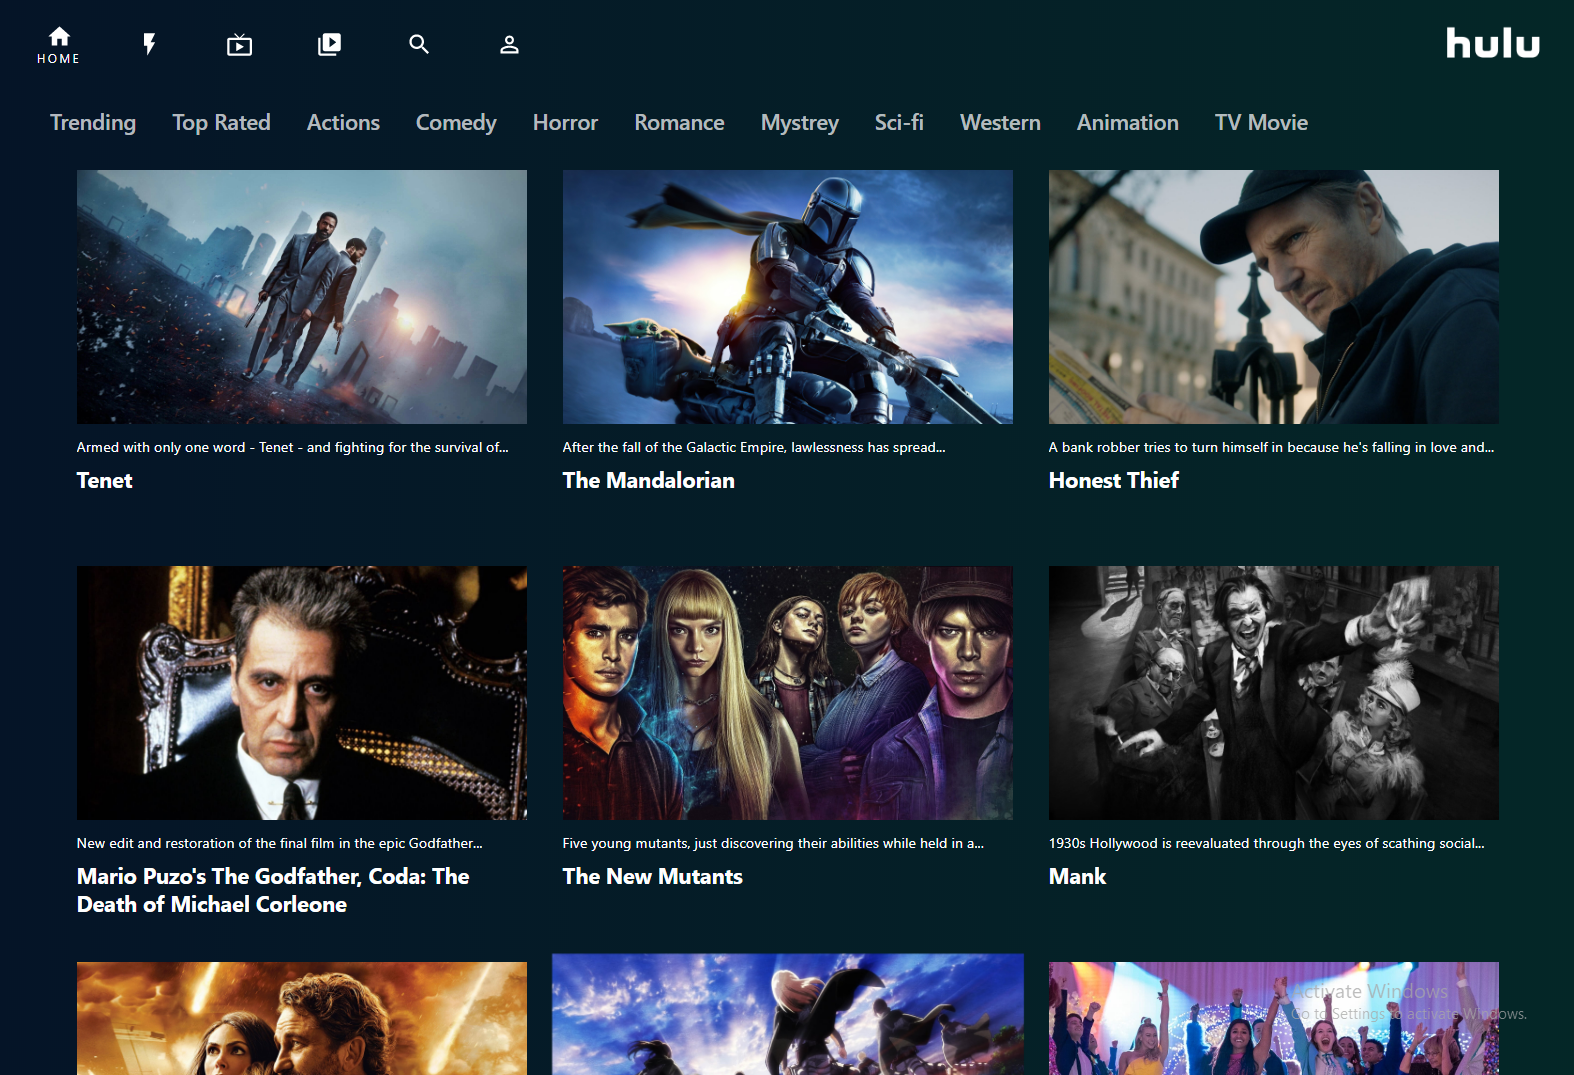 HOME
hulu
Trending Top Rated Actions Comedy Horror Romance Mystrey Sci-fi Western Animation TV Movie
Armed with only one word - Tenet - and fighting for the survival of...
Tenet
After the fall of the Galactic Empire, lawlessness has spread...
The Mandalorian
A bank robber tries to turn himself in because he's falling in love and...
Honest Thief
New edit and restoration of the final film in the epic Godfather...
Mario Puzo's The Godfather, Coda: The
Death of Michael Corleone
Five young mutants, just discovering their abilities while held in a...
The New Mutants
1930s Hollywood is reevaluated through the eyes of scathing social...
Mank
Activate Windows
Go to Settings to activate Windows.